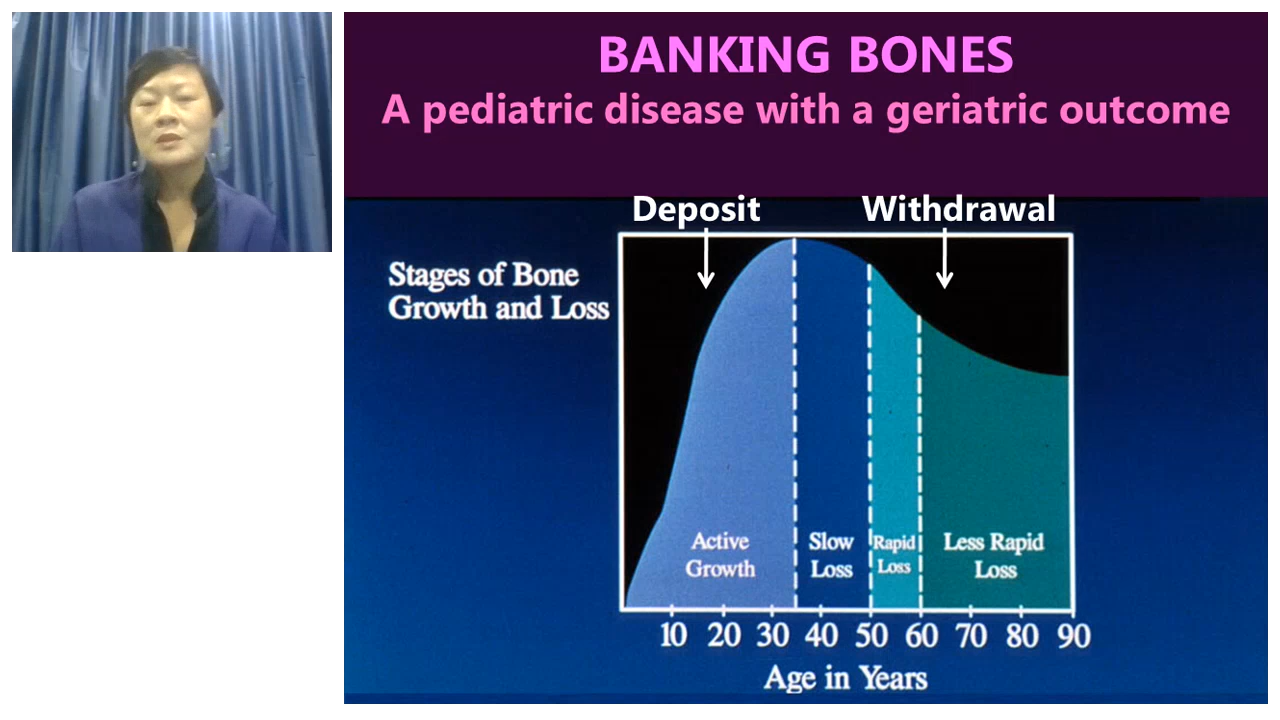 BANKING BONES
A pediatric disease with a geriatric outcome
Deposit
Withdrawal
Stages of Bone
Growth and Loss
Active
Growth
Slow
Loss
Rapid
Loss
Less Rapid
Loss
10 20 30 40 50 60 70 80 90
Age in Years